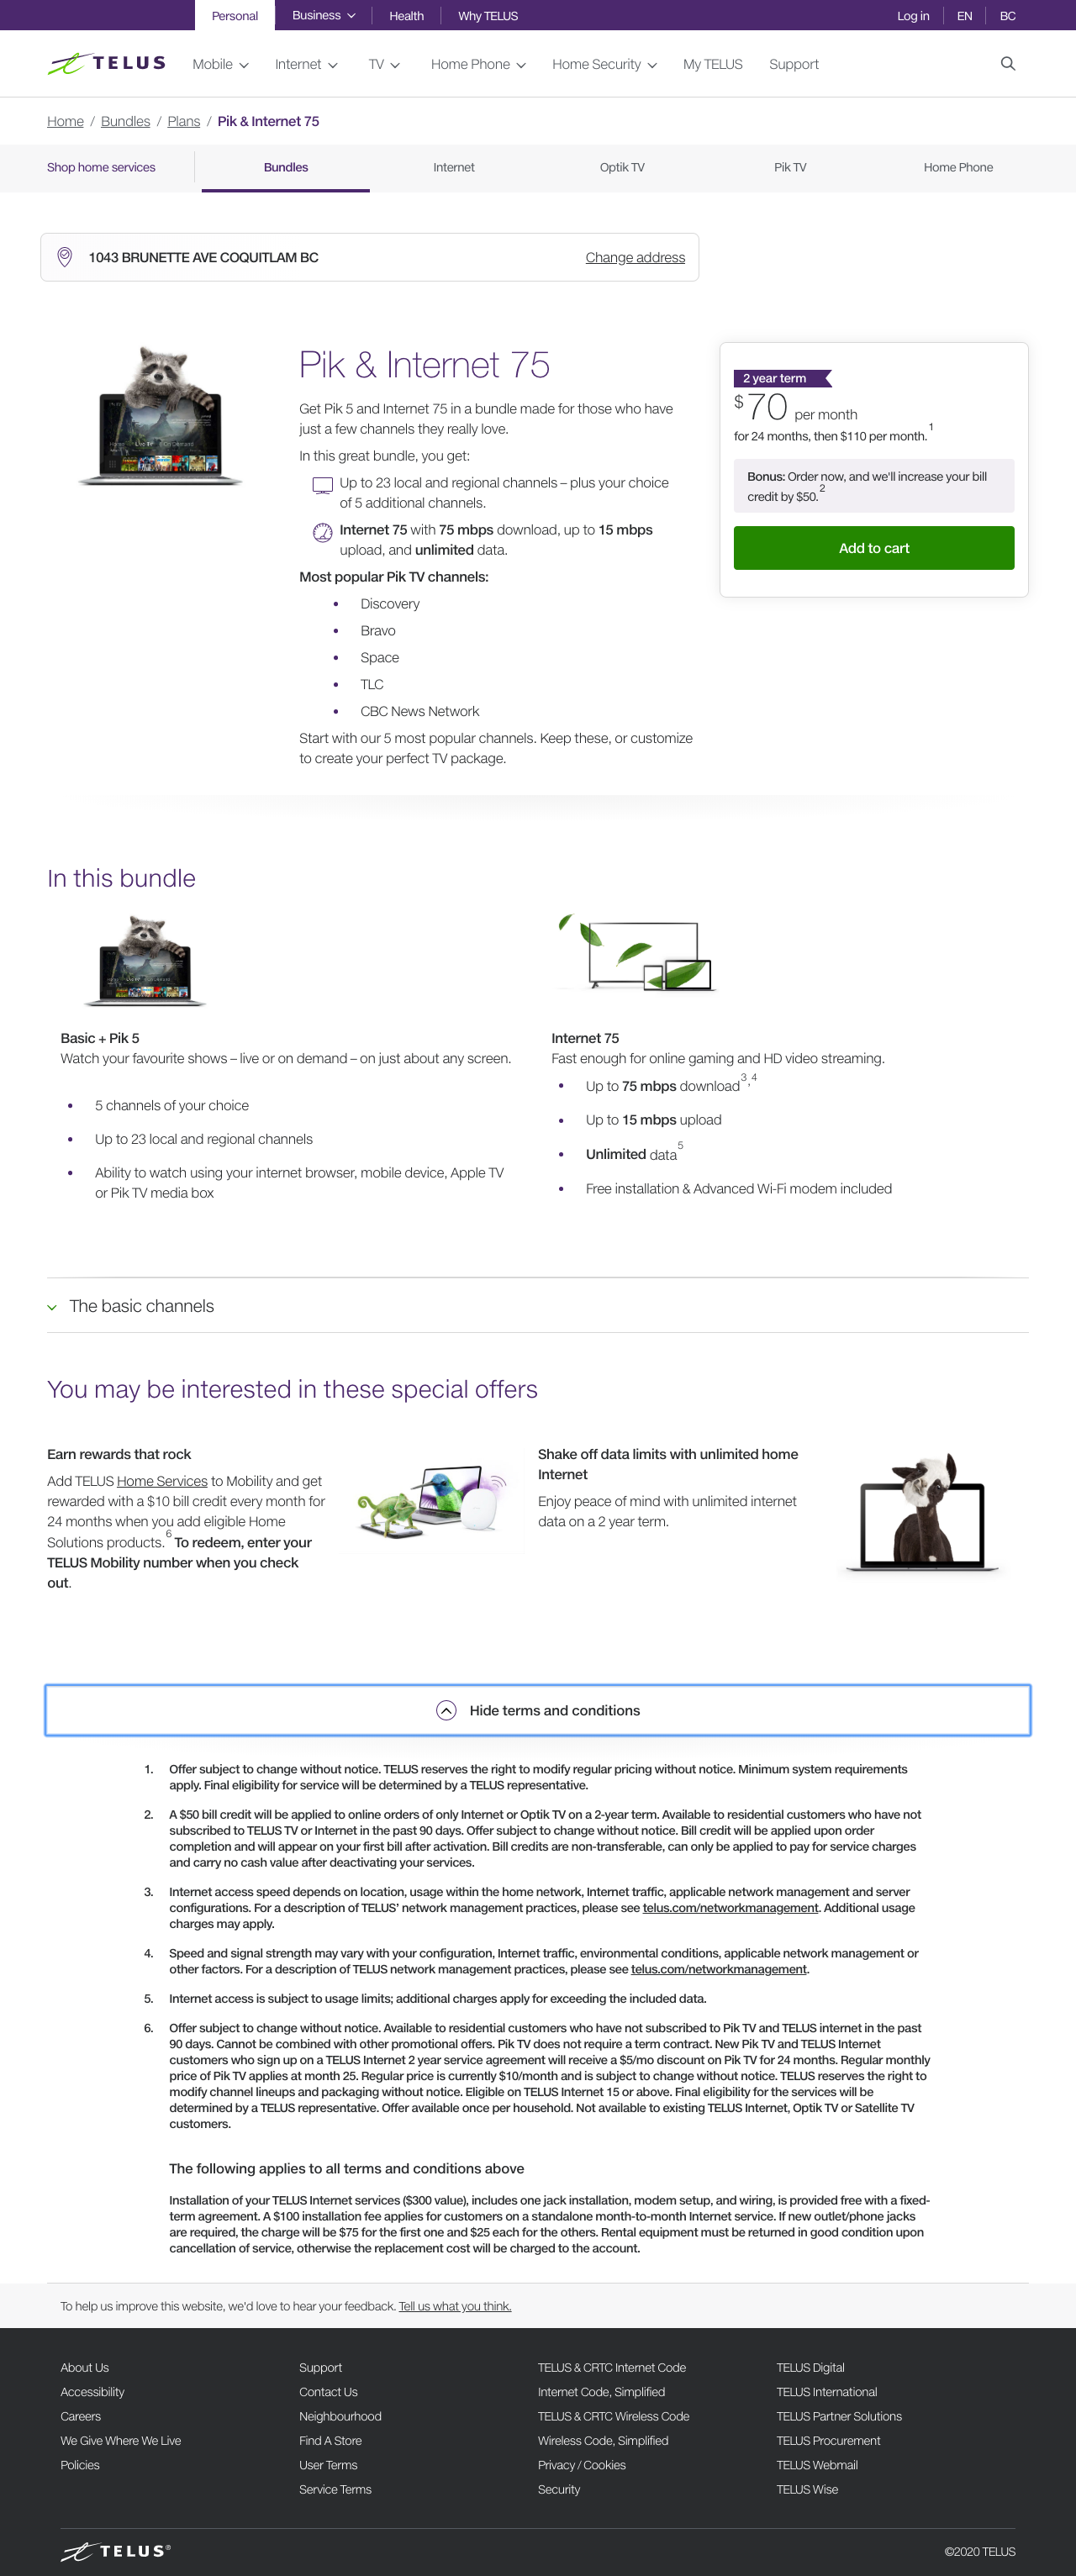 Personal
Business
Health
Why TELUS
Log in
EN
BC
TELUS
Mobile
Internet
TV
Home Phone
Home Security
My TELUS
Support
Home / Bundles / Plans / Pik & Internet 75
Shop home services
Bundles
Internet
Optik TV
Pik TV
Home Phone
1043 BRUNETTE AVE COQUITLAM BC
Change address
Pik & Internet 75
Get Pik 5 and Internet 75 in a bundle made for those who have
just a few channels they really love.
In this great bundle, you get:
Up to 23 local and regional channels – plus your choice
of 5 additional channels.
Internet 75 with 75 mbps download, up to 15 mbps
upload, and unlimited data.
Most popular Pik TV channels:
• Discovery
• Bravo
• Space
• TLC
• CBC News Network
Start with our 5 most popular channels. Keep these, or customize
to create your perfect TV package.
2 year term
$70 per month
for 24 months, then $110 per month.1
Bonus: Order now, and we'll increase your bill
credit by $50.2
Add to cart
In this bundle
Basic + Pik 5
Watch your favourite shows – live or on demand – on just about any screen.
• 5 channels of your choice
• Up to 23 local and regional channels
• Ability to watch using your internet browser, mobile device, Apple TV
or Pik TV media box
Internet 75
Fast enough for online gaming and HD video streaming.
• Up to 75 mbps download3,4
• Up to 15 mbps upload
• Unlimited data5
• Free installation & Advanced Wi-Fi modem included
The basic channels
You may be interested in these special offers
Earn rewards that rock
Add TELUS Home Services to Mobility and get
rewarded with a $10 bill credit every month for
24 months when you add eligible Home
Solutions products.6 To redeem, enter your
TELUS Mobility number when you check
out.
Shake off data limits with unlimited home
Internet
Enjoy peace of mind with unlimited internet
data on a 2 year term.
Hide terms and conditions
1. Offer subject to change without notice. TELUS reserves the right to modify regular pricing without notice. Minimum system requirements
apply. Final eligibility for service will be determined by a TELUS representative.
2. A $50 bill credit will be applied to online orders of only Internet or Optik TV on a 2-year term. Available to residential customers who have not
subscribed to TELUS TV or Internet in the past 90 days. Offer subject to change without notice. Bill credit will be applied upon order
completion and will appear on your first bill after activation. Bill credits are non-transferable, can only be applied to pay for service charges
and carry no cash value after deactivating your services.
3. Internet access speed depends on location, usage within the home network, Internet traffic, applicable network management and server
configurations. For a description of TELUS' network management practices, please see telus.com/networkmanagement. Additional usage
charges may apply.
4. Speed and signal strength may vary with your configuration, Internet traffic, environmental conditions, applicable network management or
other factors. For a description of TELUS network management practices, please see telus.com/networkmanagement.
5. Internet access is subject to usage limits; additional charges apply for exceeding the included data.
6. Offer subject to change without notice. Available to residential customers who have not subscribed to Pik TV and TELUS internet in the past
90 days. Cannot be combined with other promotional offers. Pik TV does not require a term contract. New Pik TV and TELUS Internet
customers who sign up on a TELUS Internet 2 year service agreement will receive a $5/mo discount on Pik TV for 24 months. Regular monthly
price of Pik TV applies at month 25. Regular price is currently $10/month and is subject to change without notice. TELUS reserves the right to
modify channel lineups and packaging without notice. Eligible on TELUS Internet 15 or above. Final eligibility for the services will be
determined by a TELUS representative. Offer available once per household. Not available to existing TELUS Internet, Optik TV or Satellite TV
customers.
The following applies to all terms and conditions above
Installation of your TELUS Internet services ($300 value), includes one jack installation, modem setup, and wiring, is provided free with a fixed-
term agreement. A $100 installation fee applies for customers on a standalone month-to-month Internet service. If new outlet/phone jacks
are required, the charge will be $75 for the first one and $25 each for the others. Rental equipment must be returned in good condition upon
cancellation of service, otherwise the replacement cost will be charged to the account.
To help us improve this website, we'd love to hear your feedback. Tell us what you think.
About Us
Accessibility
Careers
We Give Where We Live
Policies
Support
Contact Us
Neighbourhood
Find A Store
User Terms
Service Terms
TELUS & CRTC Internet Code
Internet Code, Simplified
TELUS & CRTC Wireless Code
Wireless Code, Simplified
Privacy / Cookies
Security
TELUS Digital
TELUS International
TELUS Partner Solutions
TELUS Procurement
TELUS Webmail
TELUS Wise
TELUS®
©2020 TELUS